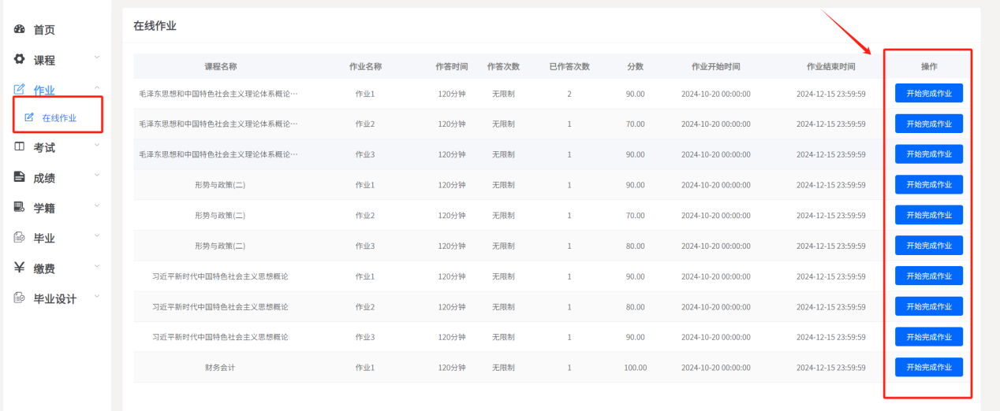 首页
课程
作业
在线作业
考试
成绩
学籍
毕业
缴费
毕业设计
在线作业
课程名称 作业名称 作答时间 作答次数 已作答次数 分数 作业开始时间 作业结束时间 操作
毛泽东思想和中国特色社会主义理论体系概论… 作业1 120分钟 无限制 2 90.00 2024-10-20 00:00:00 2024-12-15 23:59:59 开始完成作业
毛泽东思想和中国特色社会主义理论体系概论… 作业2 120分钟 无限制 1 70.00 2024-10-20 00:00:00 2024-12-15 23:59:59 开始完成作业
毛泽东思想和中国特色社会主义理论体系概论… 作业3 120分钟 无限制 1 90.00 2024-10-20 00:00:00 2024-12-15 23:59:59 开始完成作业
形势与政策(二) 作业1 120分钟 无限制 1 90.00 2024-10-20 00:00:00 2024-12-15 23:59:59 开始完成作业
形势与政策(二) 作业2 120分钟 无限制 1 70.00 2024-10-20 00:00:00 2024-12-15 23:59:59 开始完成作业
形势与政策(二) 作业3 120分钟 无限制 1 80.00 2024-10-20 00:00:00 2024-12-15 23:59:59 开始完成作业
习近平新时代中国特色社会主义思想概论 作业1 120分钟 无限制 1 90.00 2024-10-20 00:00:00 2024-12-15 23:59:59 开始完成作业
习近平新时代中国特色社会主义思想概论 作业2 120分钟 无限制 1 80.00 2024-10-20 00:00:00 2024-12-15 23:59:59 开始完成作业
习近平新时代中国特色社会主义思想概论 作业3 120分钟 无限制 1 90.00 2024-10-20 00:00:00 2024-12-15 23:59:59 开始完成作业
财务会计 作业1 120分钟 无限制 1 100.00 2024-10-20 00:00:00 2024-12-15 23:59:59 开始完成作业